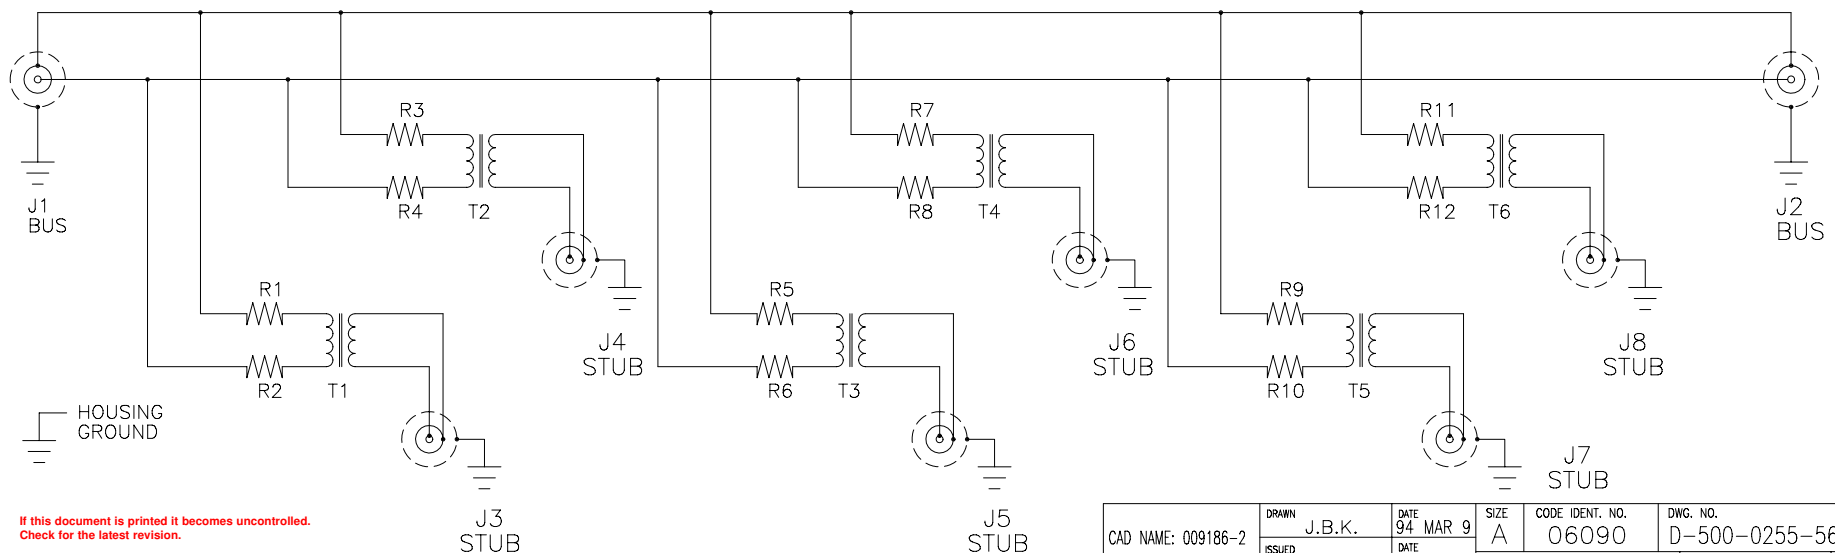 R3
R7
R11
R4
T2
R8
T4
R12
T6
J1
BUS
J2
BUS
R1
R5
R9
J4
STUB
J6
STUB
J8
STUB
R2
T1
R6
T3
R10
T5
HOUSING
GROUND
J7
STUB
J3
STUB
J5
STUB
If this document is printed it becomes uncontrolled.
Check for the latest revision.
CAD NAME: 009186-2
DRAWN
J.B.K.
DATE
94 MAR 9
SIZE
A
CODE IDENT. NO.
06090
DWG. NO.
D-500-0255-56
ISSUED
DATE